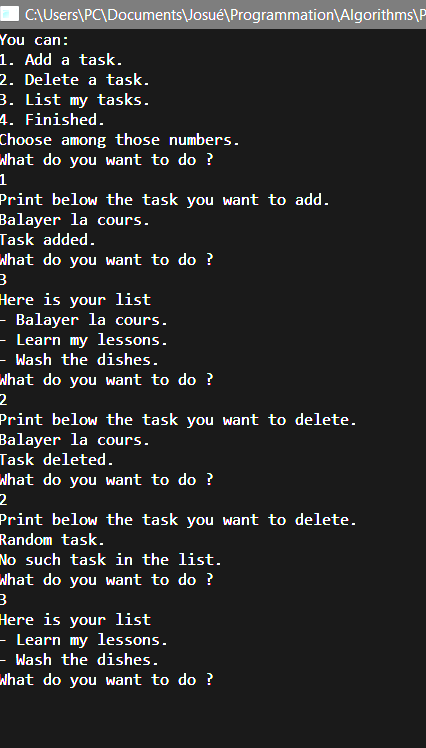 C:\Users\PC\Documents\Josué\Programmation\Algorithms\P
You can:
1. Add a task.
2. Delete a task.
3. List my tasks.
4. Finished.
Choose among those numbers.
What do you want to do ?
1
Print below the task you want to add.
Balayer la cours.
Task added.
What do you want to do ?
3
Here is your list
- Balayer la cours.
- Learn my lessons.
- Wash the dishes.
What do you want to do ?
2
Print below the task you want to delete.
Balayer la cours.
Task deleted.
What do you want to do ?
2
Print below the task you want to delete.
Random task.
No such task in the list.
What do you want to do ?
3
Here is your list
- Learn my lessons.
- Wash the dishes.
What do you want to do ?